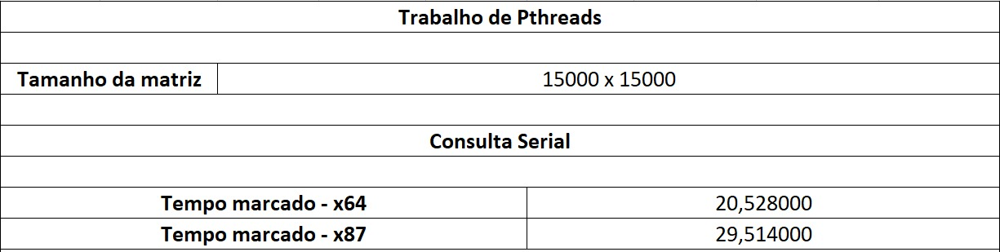 Trabalho de Pthreads
Tamanho da matriz 15000 x 15000
Consulta Serial
Tempo marcado - x64 20,528000
Tempo marcado - x87 29,514000